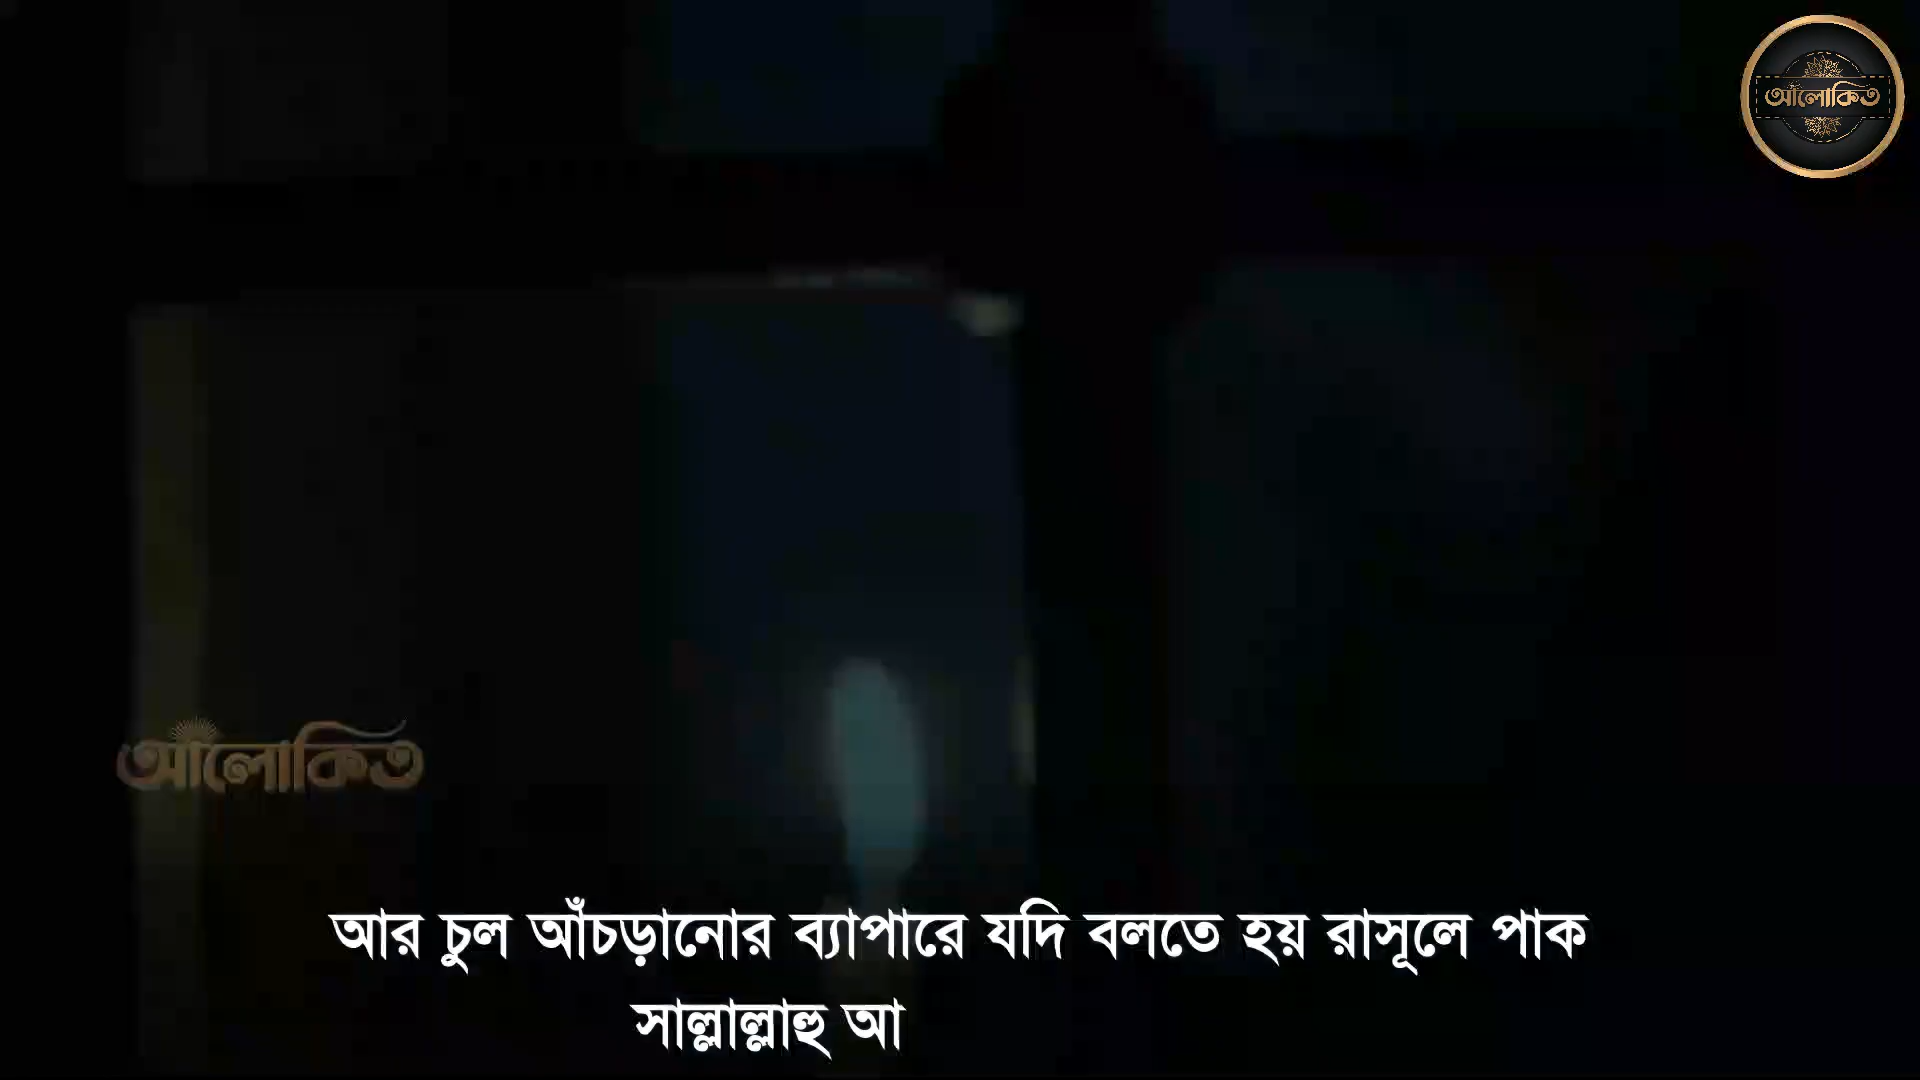 আলোকিত
আলোকিত
আর চুল আঁচড়ানোর ব্যাপারে যদি বলতে হয় রাসূলে পাক
সাল্লাল্লাহু আ